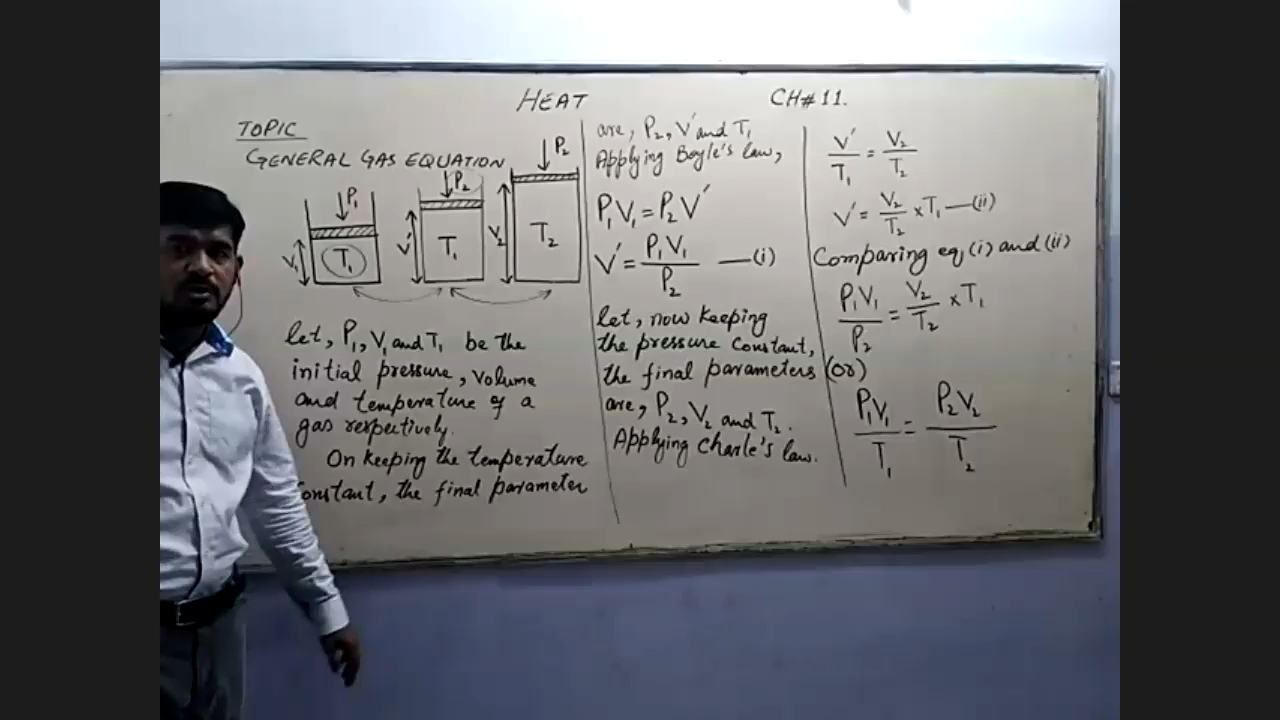 HEAT
CH# 11.
TOPIC
GENERAL GAS EQUATION
P₁
P₂
P₂
V₁
T₁
V′
T₁
V₂
T₂
let, P₁, V₁ and T₁ be the
initial pressure, volume
and temperature of a
gas respectively.
On keeping the temperature
constant, the final parameter
are, P₂, V′ and T₁
Applying Boyle's law,
P₁V₁ = P₂V′
V′ = P₁V₁/P₂ —(i)
let, now keeping
the pressure constant,
the final parameters
are, P₂, V₂ and T₂.
Applying Charle's law.
V′/T₁ = V₂/T₂
V′ = V₂/T₂ × T₁ —(ii)
Comparing eq (i) and (ii)
P₁V₁/P₂ = V₂/T₂ × T₁
(or)
P₁V₁/T₁ = P₂V₂/T₂